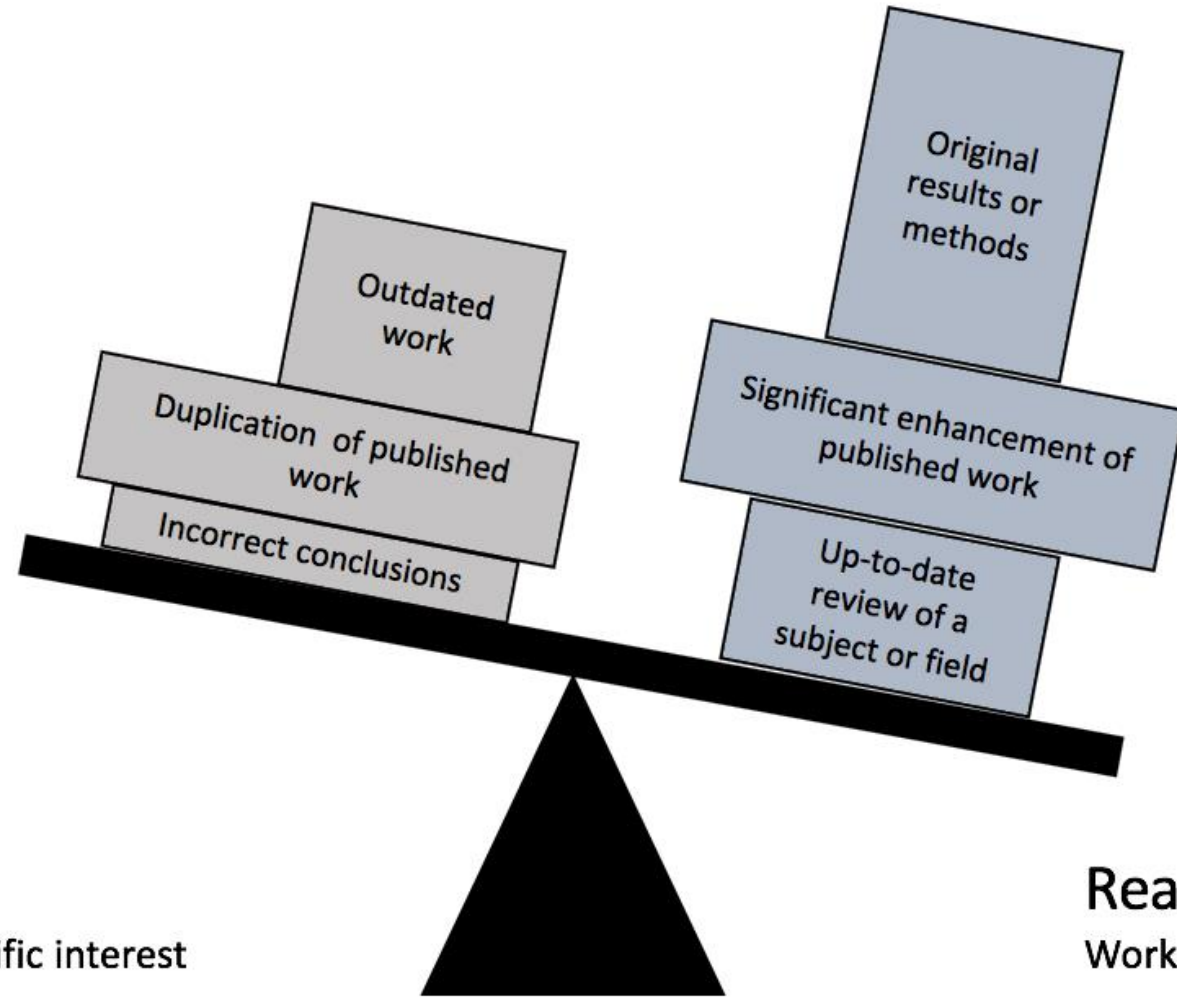 Outdated
work
Duplication of published
work
Incorrect conclusions
Original
results or
methods
Significant enhancement of
published work
Up-to-date
review of a
subject or field
ific interest
Rea
Work